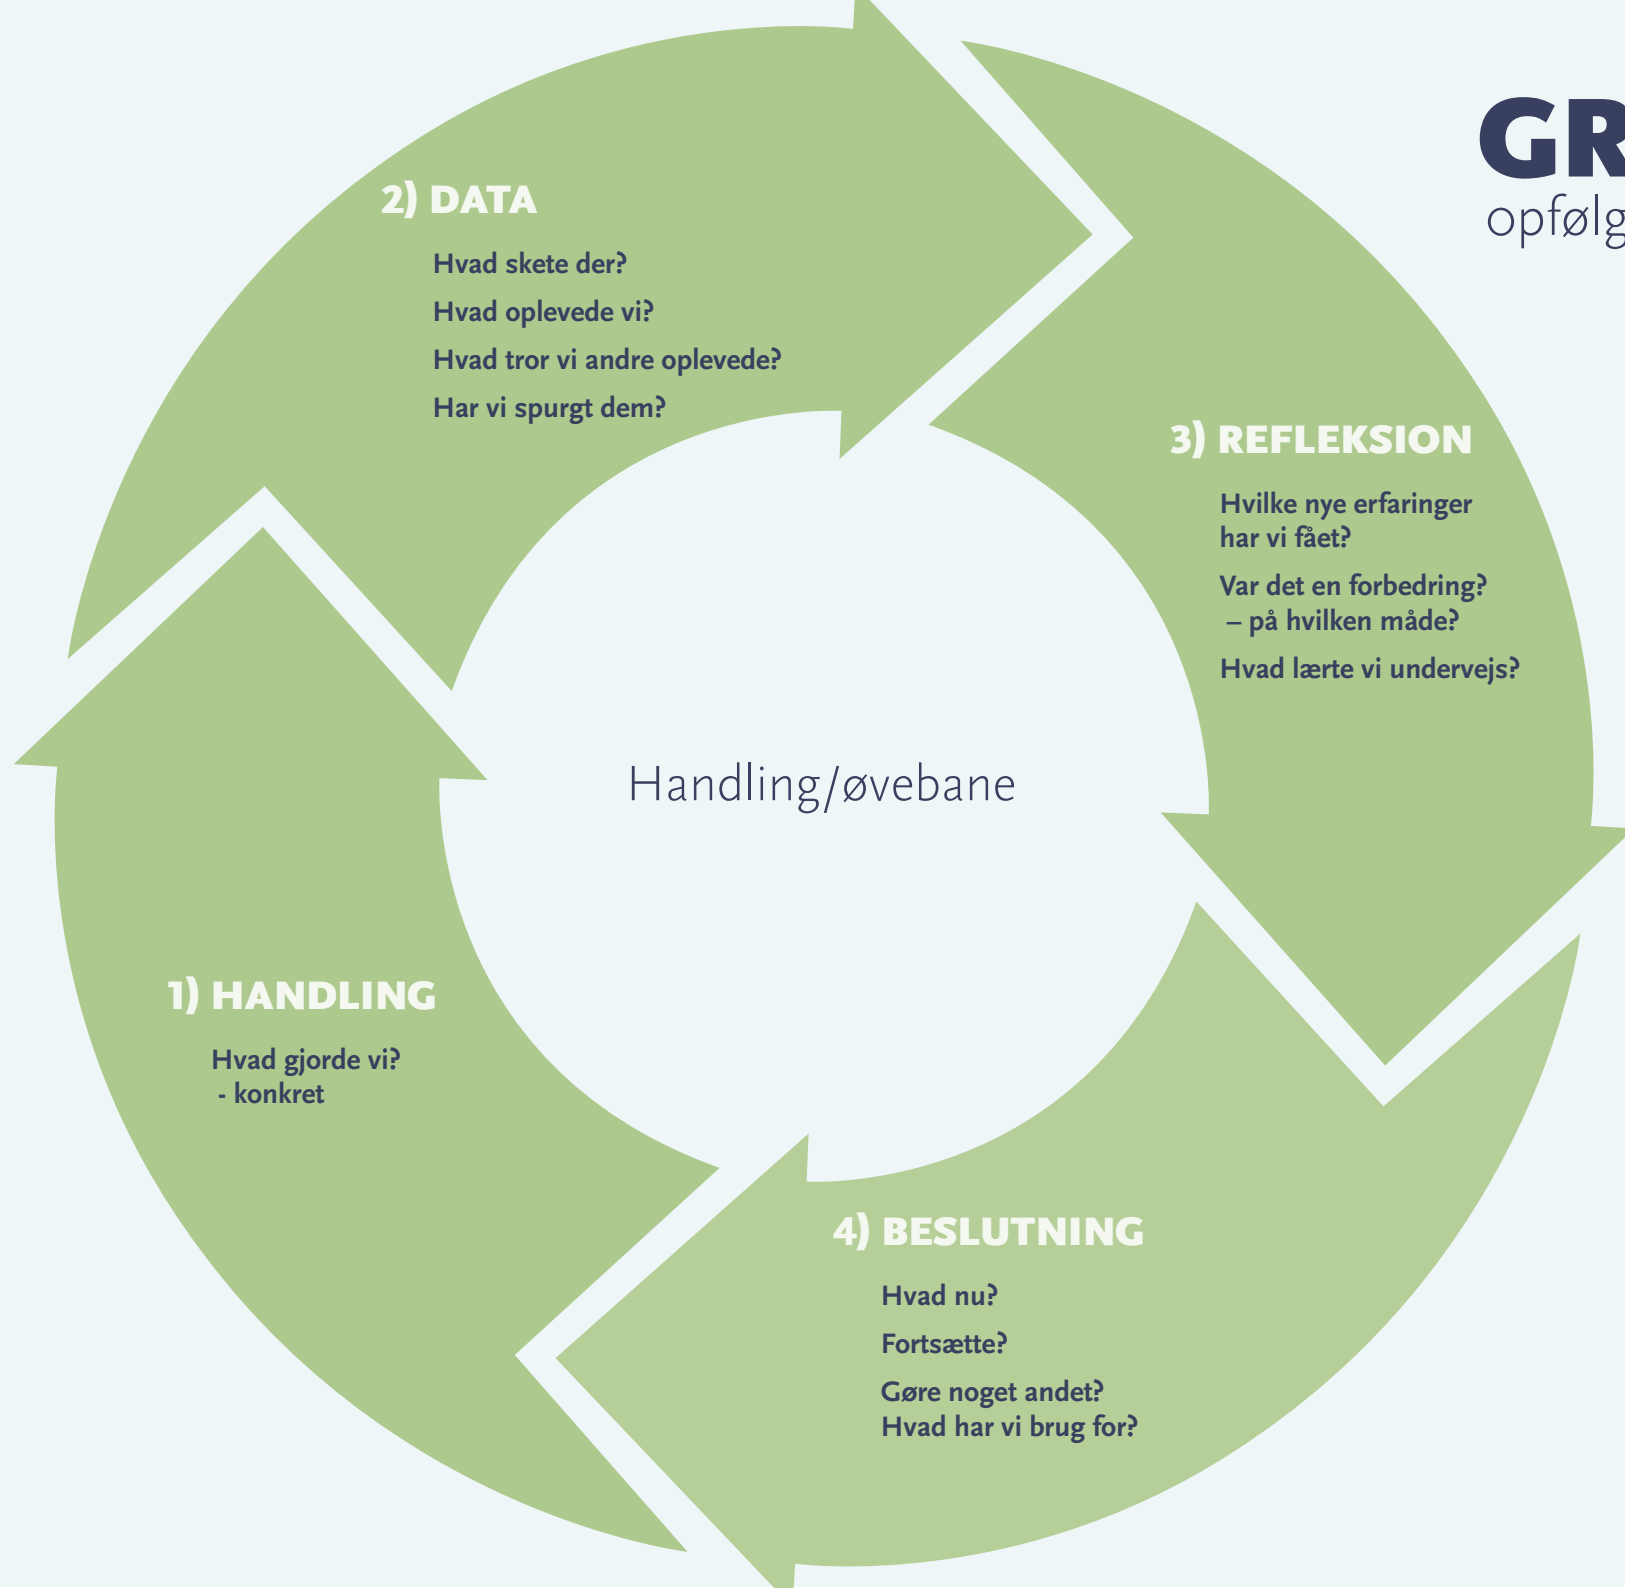 GR
opfølg
2) DATA
Hvad skete der?
Hvad oplevede vi?
Hvad tror vi andre oplevede?
Har vi spurgt dem?
3) REFLEKSION
Hvilke nye erfaringer
har vi fået?
Var det en forbedring?
– på hvilken måde?
Hvad lærte vi undervejs?
Handling/øvebane
1) HANDLING
Hvad gjorde vi?
- konkret
4) BESLUTNING
Hvad nu?
Fortsætte?
Gøre noget andet?
Hvad har vi brug for?